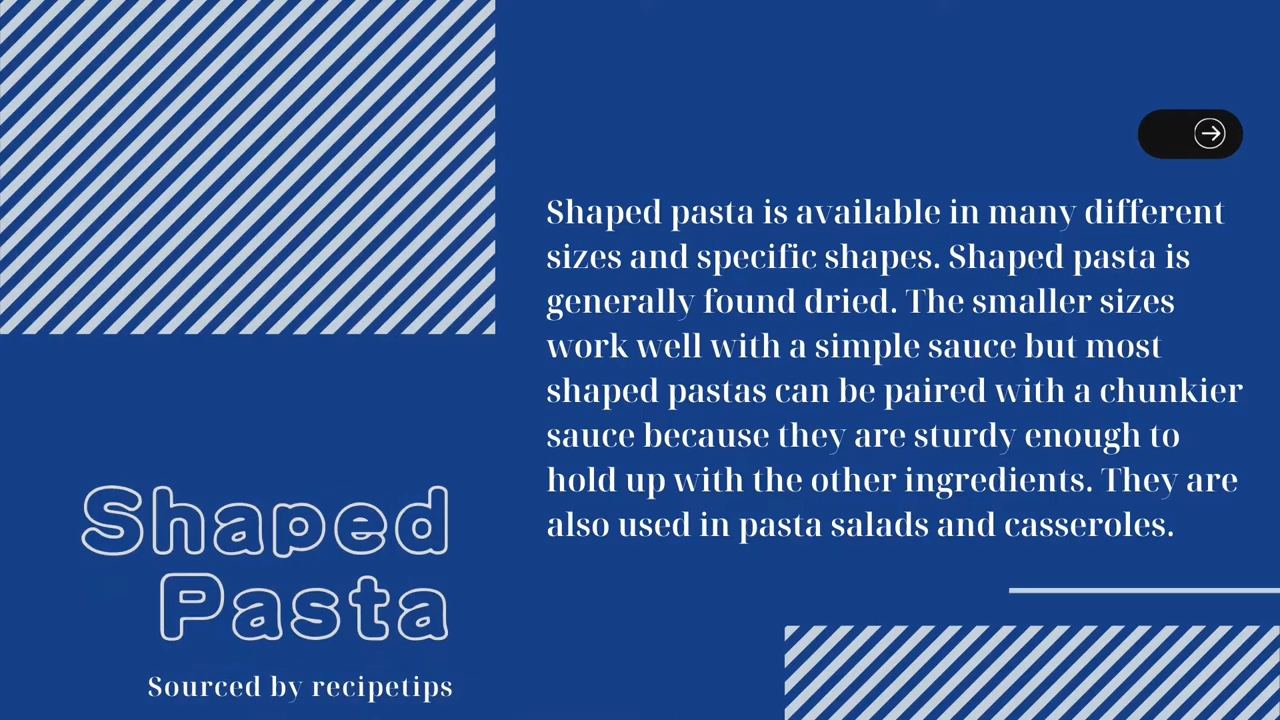 Shaped pasta is available in many different
sizes and specific shapes. Shaped pasta is
generally found dried. The smaller sizes
work well with a simple sauce but most
shaped pastas can be paired with a chunkier
sauce because they are sturdy enough to
hold up with the other ingredients. They are
also used in pasta salads and casseroles.
Shaped
Pasta
Sourced by recipetips